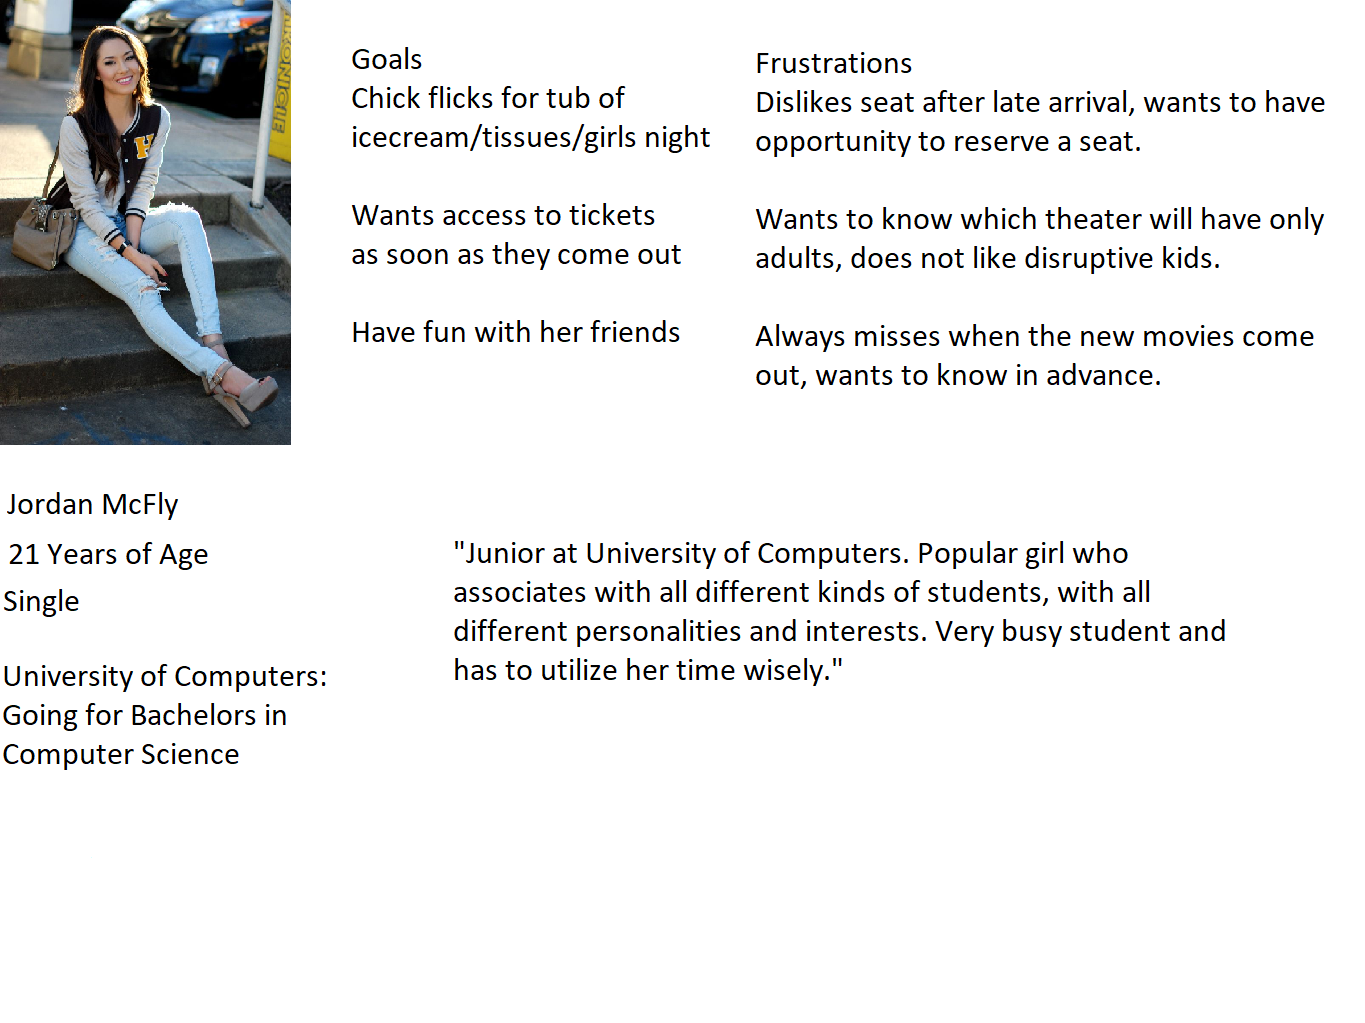 Goals
Chick flicks for tub of
icecream/tissues/girls night
Wants access to tickets
as soon as they come out
Have fun with her friends
Frustrations
Dislikes seat after late arrival, wants to have
opportunity to reserve a seat.
Wants to know which theater will have only
adults, does not like disruptive kids.
Always misses when the new movies come
out, wants to know in advance.
Jordan McFly
21 Years of Age
Single
University of Computers:
Going for Bachelors in
Computer Science
"Junior at University of Computers. Popular girl who
associates with all different kinds of students, with all
different personalities and interests. Very busy student and
has to utilize her time wisely."
H